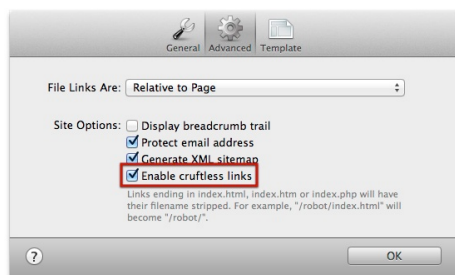 General Advanced Template
File Links Are: Relative to Page
Site Options: Display breadcrumb trail
Protect email address
Generate XML sitemap
Enable cruftless links
Links ending in index.html, index.htm or index.php will have
their filename stripped. For example, "/robot/index.html" will
become "/robot/".
? OK